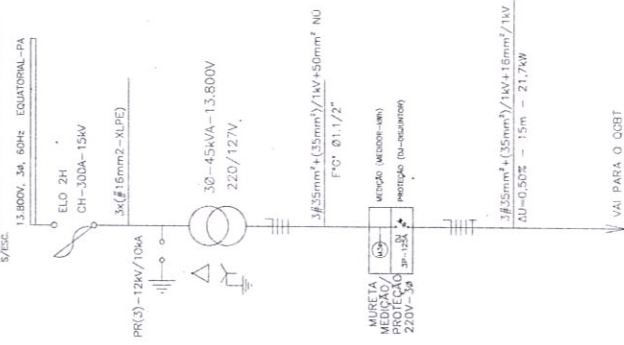 S/ESC.
13.800V, 3Ø, 60Hz EQUATORIAL-PA
ELO 2H
CH-300A-15kV
3x(#16mm2-XLPE)
PR(3)-12kV/10kA
3Ø-45kVA-13.800V
220/127V.
3#35mm²+(35mm²)/1kV+50mm² NÚ
F°G° Ø1.1/2"
MURETA
MEDIÇÃO/
PROTEÇÃO
220V-3Ø
MEDIÇÃO (MEDIDOR-kWh)
PROTEÇÃO (DJ-DISJUNTOR)
DJ
3P-125A
3#35mm²+(35mm²)/1kV+16mm²/1kV
ΔU=0,50% - 15m - 21,7kW
VAI PARA O QGBT